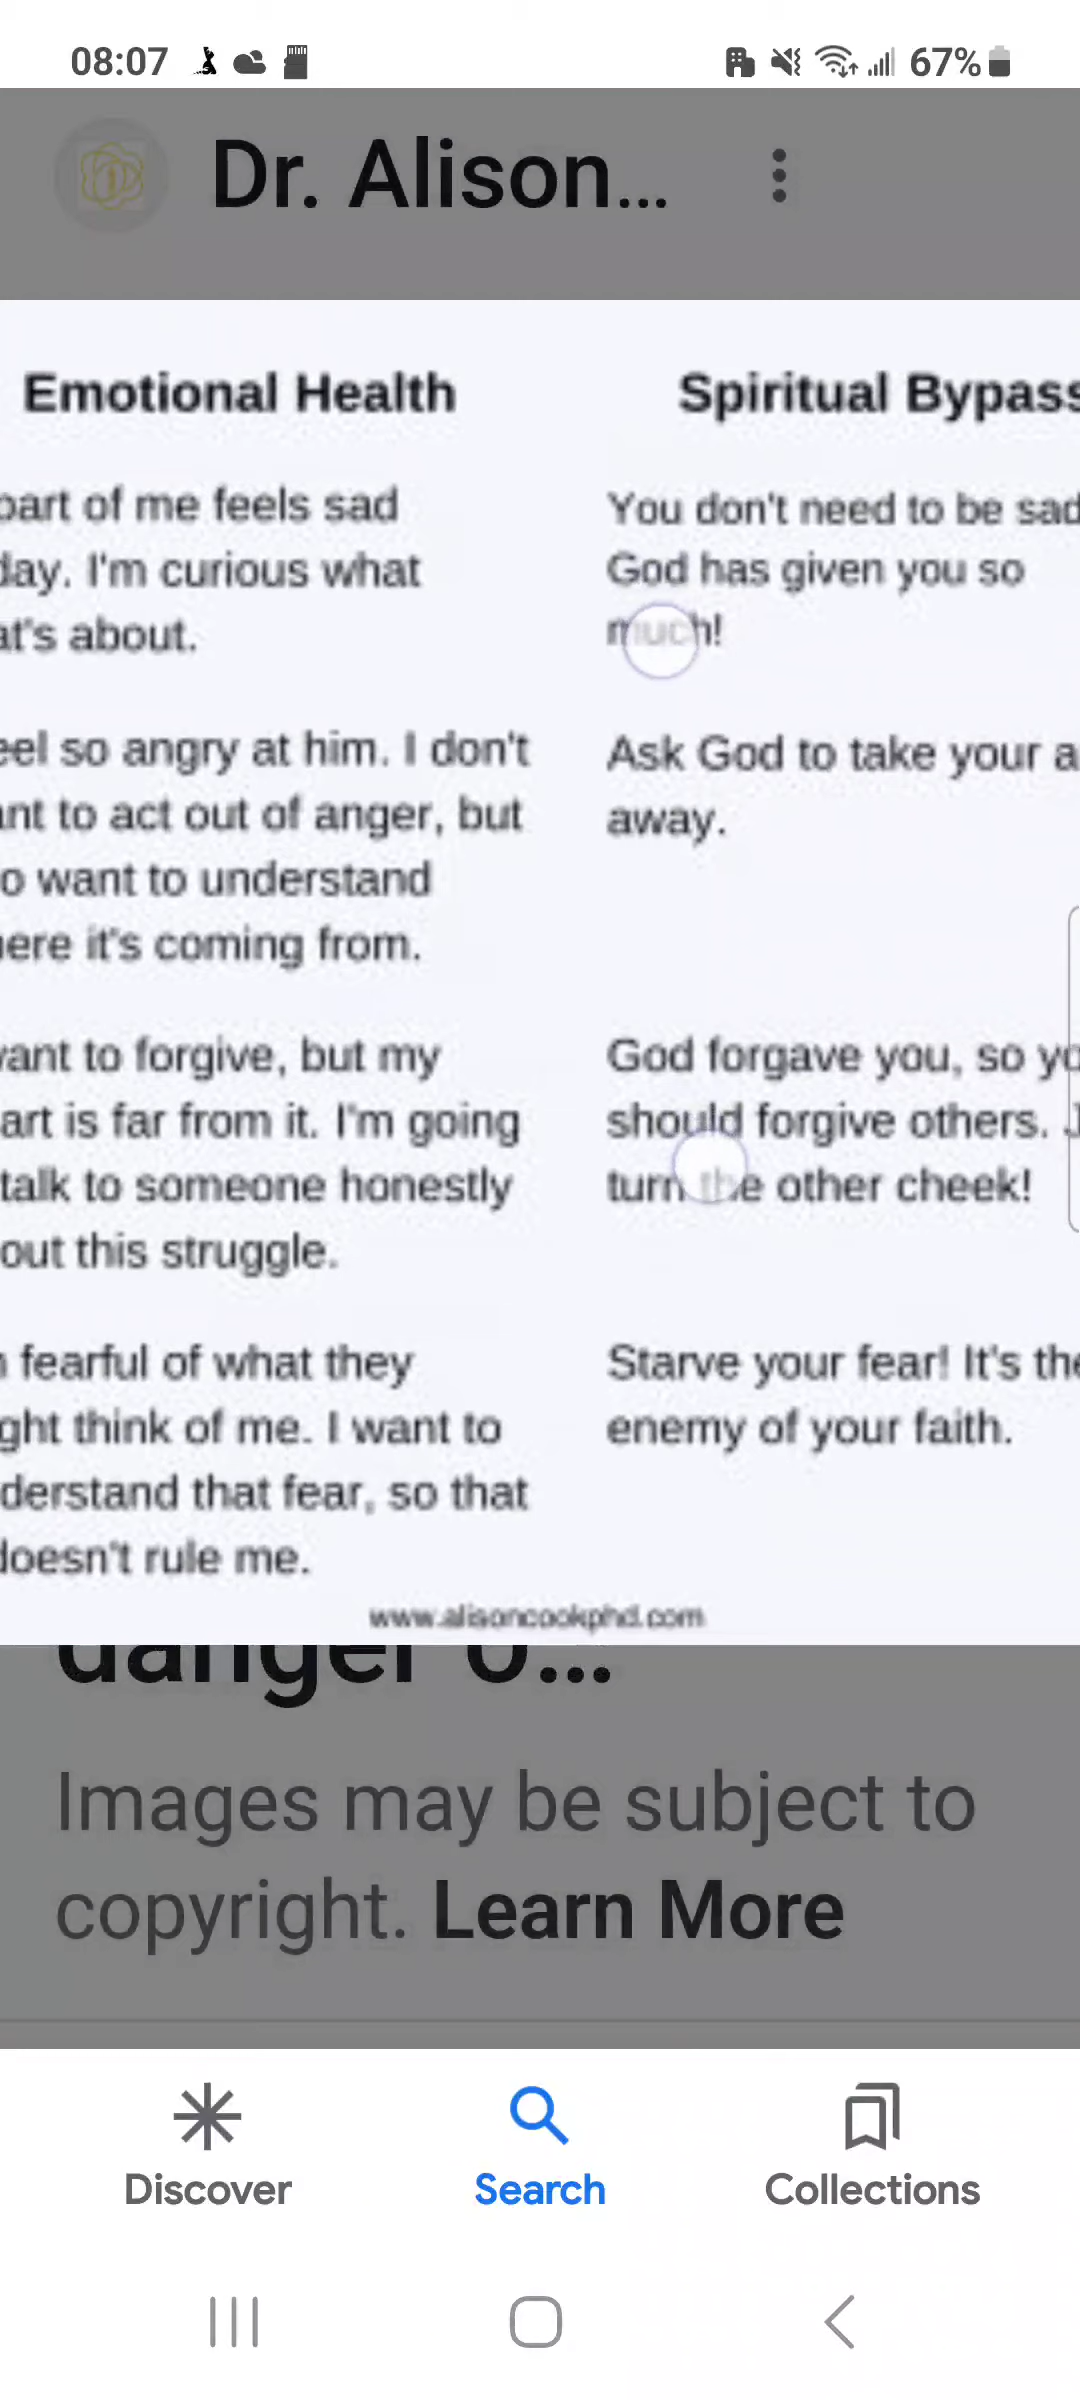 08:07 67%
Dr. Alison...
Emotional Health
part of me feels sad
day. I'm curious what
at's about.
eel so angry at him. I don't
ant to act out of anger, but
o want to understand
ere it's coming from.
want to forgive, but my
art is far from it. I'm going
talk to someone honestly
out this struggle.
fearful of what they
ght think of me. I want to
derstand that fear, so that
doesn't rule me.
Spiritual Bypass
You don't need to be sad
God has given you so
much!
Ask God to take your a
away.
God forgave you, so yo
should forgive others. J
turn the other cheek!
Starve your fear! It's the
enemy of your faith.
www.alisoncookphd.com
danger o...
Images may be subject to
copyright. Learn More
Discover Search Collections